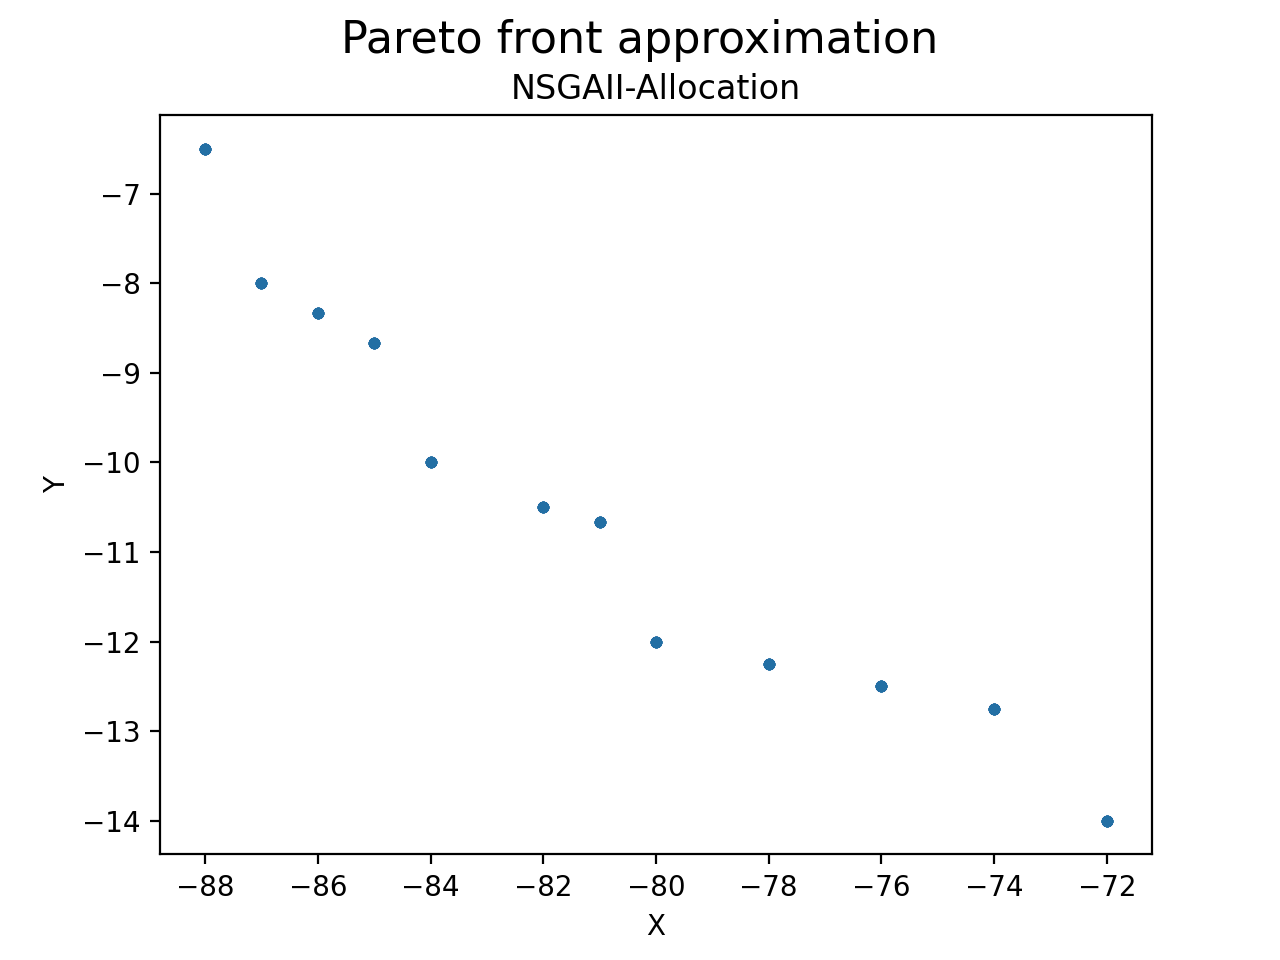 Pareto front approximation
NSGAII-Allocation
−7
−8
−9
−10
−11
−12
−13
−14
Y
−88 −86 −84 −82 −80 −78 −76 −74 −72
X